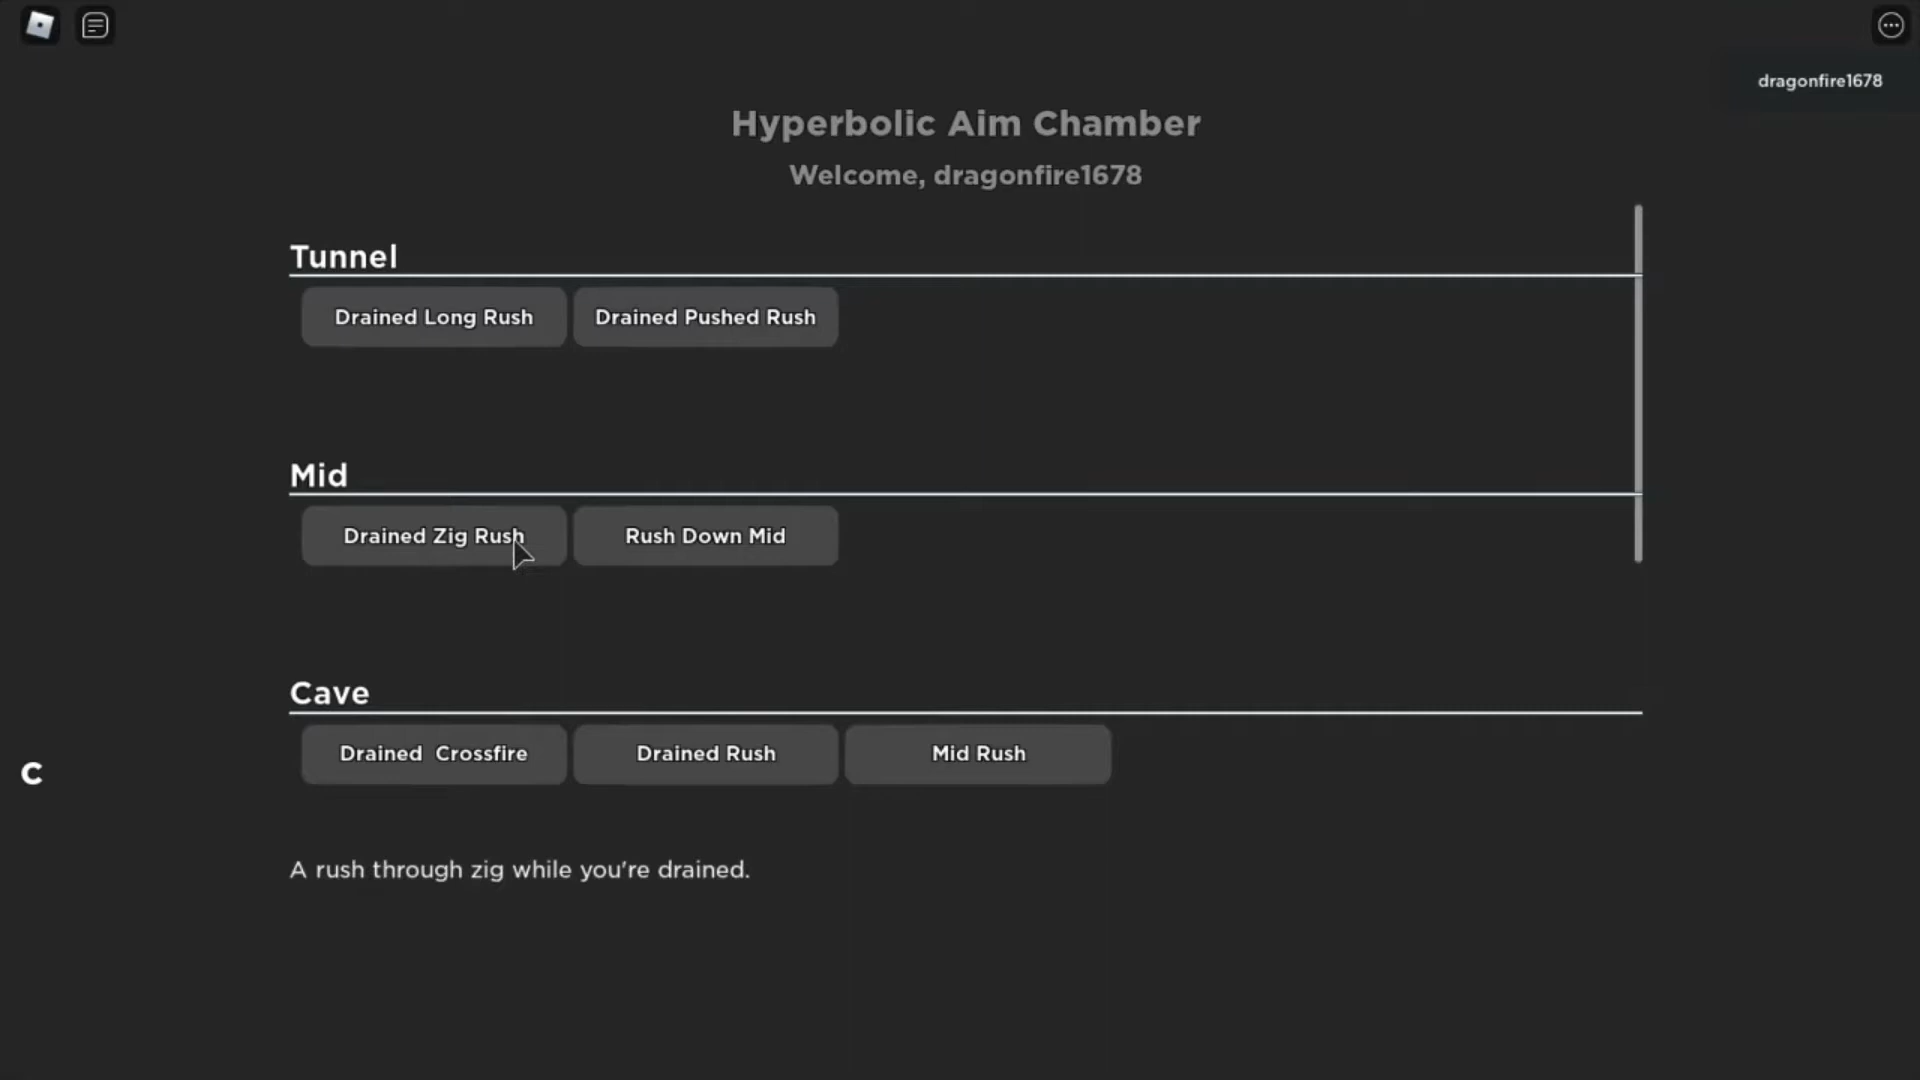 dragonfire1678
Hyperbolic Aim Chamber
Welcome, dragonfire1678
Tunnel
Drained Long Rush
Drained Pushed Rush
Mid
Drained Zig Rush
Rush Down Mid
Cave
Drained  Crossfire
Drained Rush
Mid Rush
C
A rush through zig while you're drained.